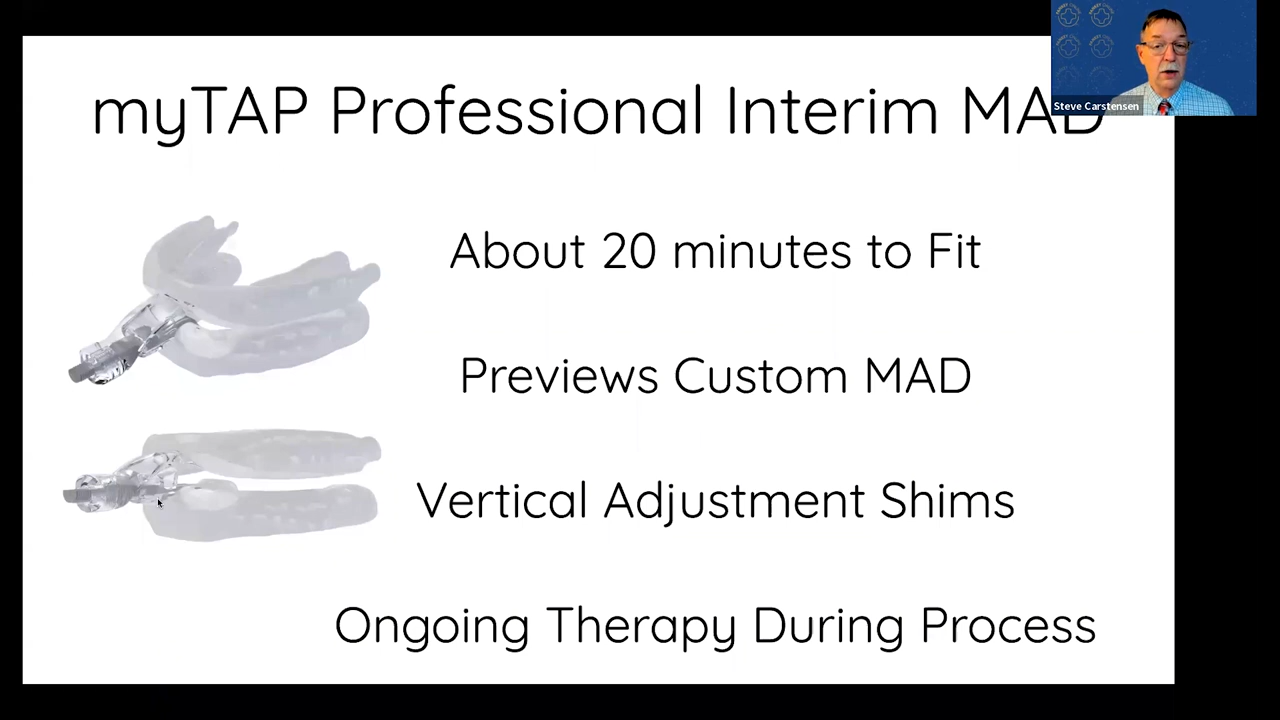 myTAP Professional Interim MAD
Steve Carstensen
About 20 minutes to Fit
Previews Custom MAD
Vertical Adjustment Shims
Ongoing Therapy During Process